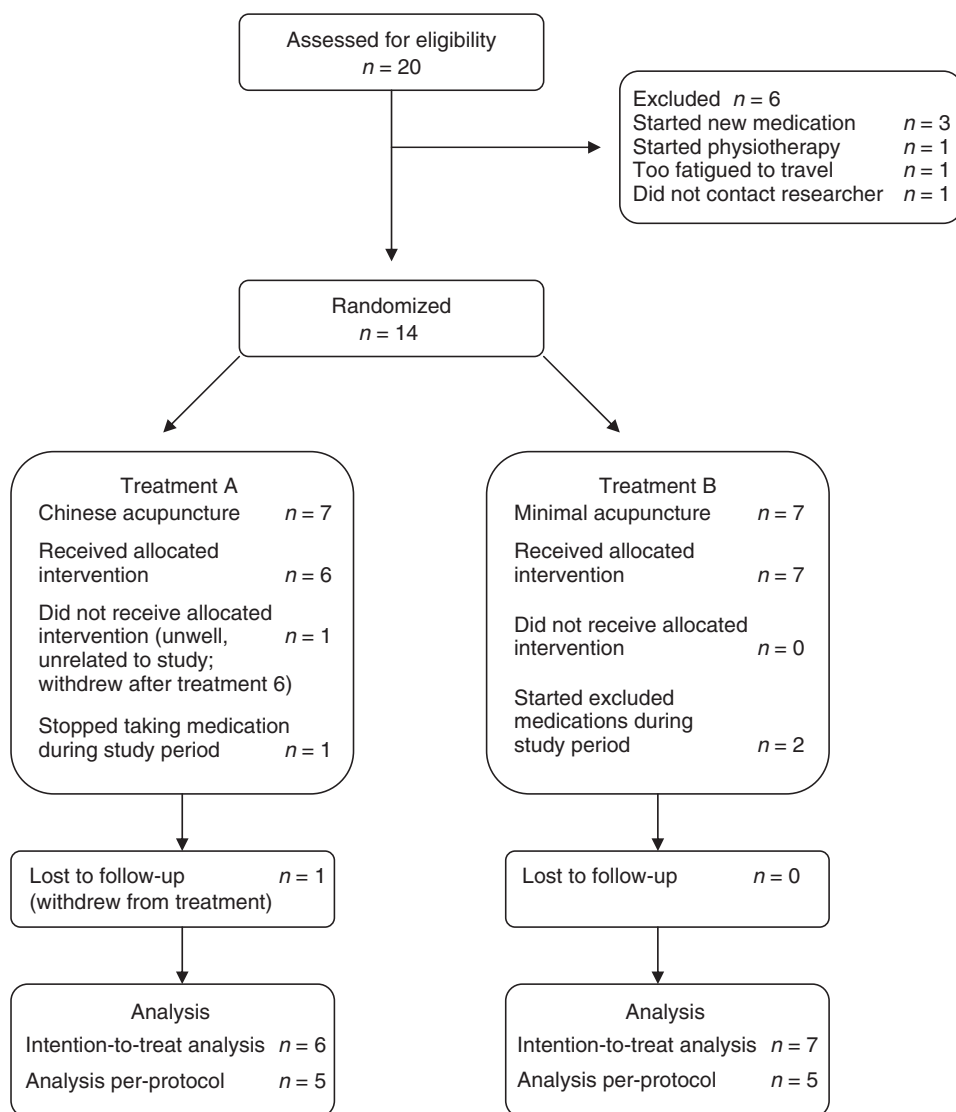 Assessed for eligibility
n = 20
Excluded n = 6
Started new medication n = 3
Started physiotherapy n = 1
Too fatigued to travel n = 1
Did not contact researcher n = 1
Randomized
n = 14
Treatment A
Chinese acupuncture n = 7
Received allocated
intervention n = 6
Did not receive allocated
intervention (unwell, n = 1
unrelated to study;
withdrew after treatment 6)
Stopped taking medication
during study period n = 1
Treatment B
Minimal acupuncture n = 7
Received allocated
intervention n = 7
Did not receive allocated
intervention n = 0
Started excluded
medications during
study period n = 2
Lost to follow-up n = 1
(withdrew from treatment)
Lost to follow-up n = 0
Analysis
Intention-to-treat analysis n = 6
Analysis per-protocol n = 5
Analysis
Intention-to-treat analysis n = 7
Analysis per-protocol n = 5